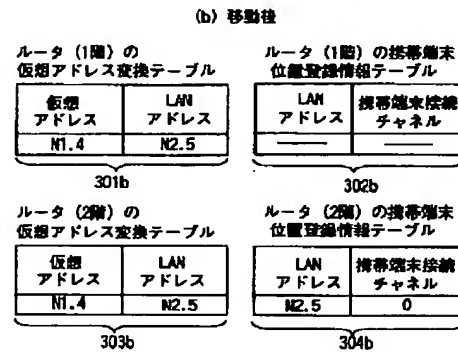 (b) 移動後
ルータ (1階) の
仮想アドレス変換テーブル
仮想
アドレス
LAN
アドレス
N1.4
N2.5
301b
ルータ (1階) の携帯端末
位置登録情報テーブル
LAN
アドレス
携帯端末接続
チャネル
——
——
302b
ルータ (2階) の
仮想アドレス変換テーブル
仮想
アドレス
LAN
アドレス
N1.4
N2.5
303b
ルータ (2階) の携帯端末
位置登録情報テーブル
LAN
アドレス
携帯端末接続
チャネル
N2.5
0
304b